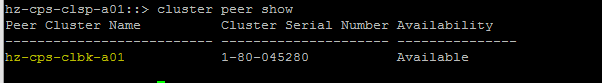 hz-cps-clsp-a01::> cluster peer show
Peer Cluster Name         Cluster Serial Number Availability
------------------------- --------------------- ---------------
hz-cps-clbk-a01           1-80-045280           Available